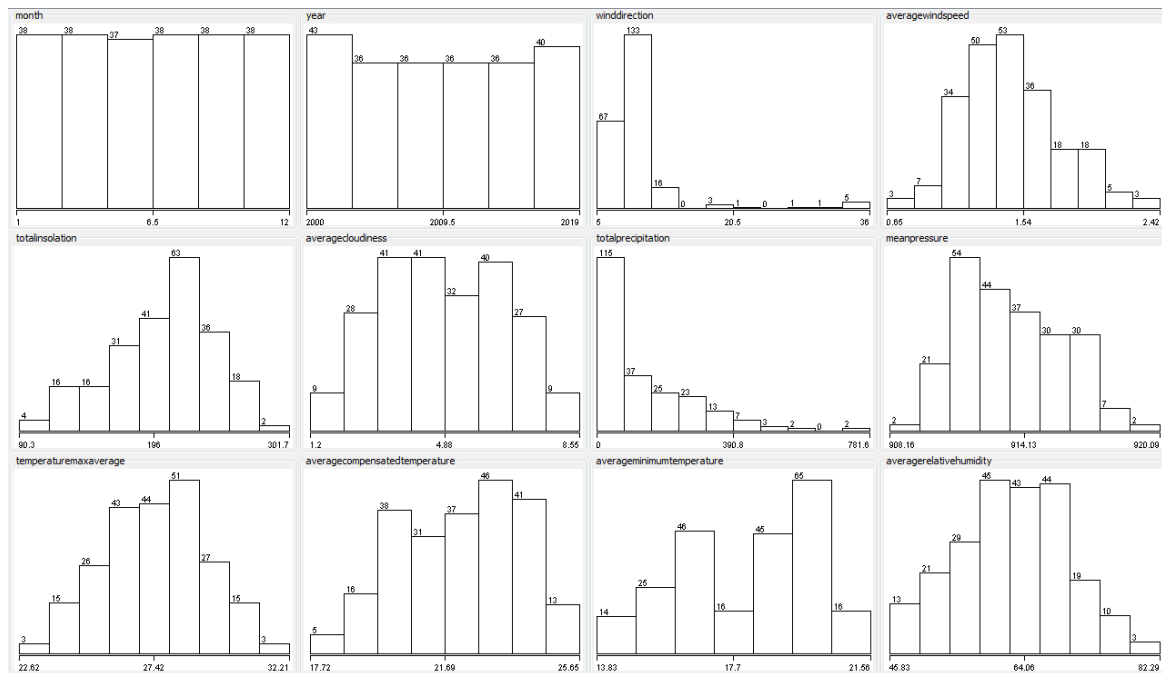 month
38 38 37 38 38 38
1 6.5 12
year
43 36 36 36 36 40
2000 2009.5 2019
winddirection
67 133 16 0 3 1 0 1 1 5
5 20.5 36
averagewindspeed
3 7 34 50 53 36 18 18 5 3
0.65 1.54 2.42
totalinsolation
4 16 16 31 41 63 36 18 2
90.3 196 301.7
averagecloudiness
9 28 41 41 32 40 27 9
1.2 4.88 8.55
totalprecipitation
115 37 25 23 13 7 3 2 0 2
0 390.8 781.6
meanpressure
2 21 54 44 37 30 30 7 2
908.16 914.13 920.09
temperaturemaxaverage
3 15 26 43 44 51 27 15 3
22.62 27.42 32.21
averagecompensatedtemperature
5 16 38 31 37 46 41 13
17.72 21.69 25.65
averageminimumtemperature
14 25 46 16 45 65 16
13.83 17.7 21.56
averagerelativehumidity
13 21 29 45 43 44 19 10 3
45.83 64.06 82.29